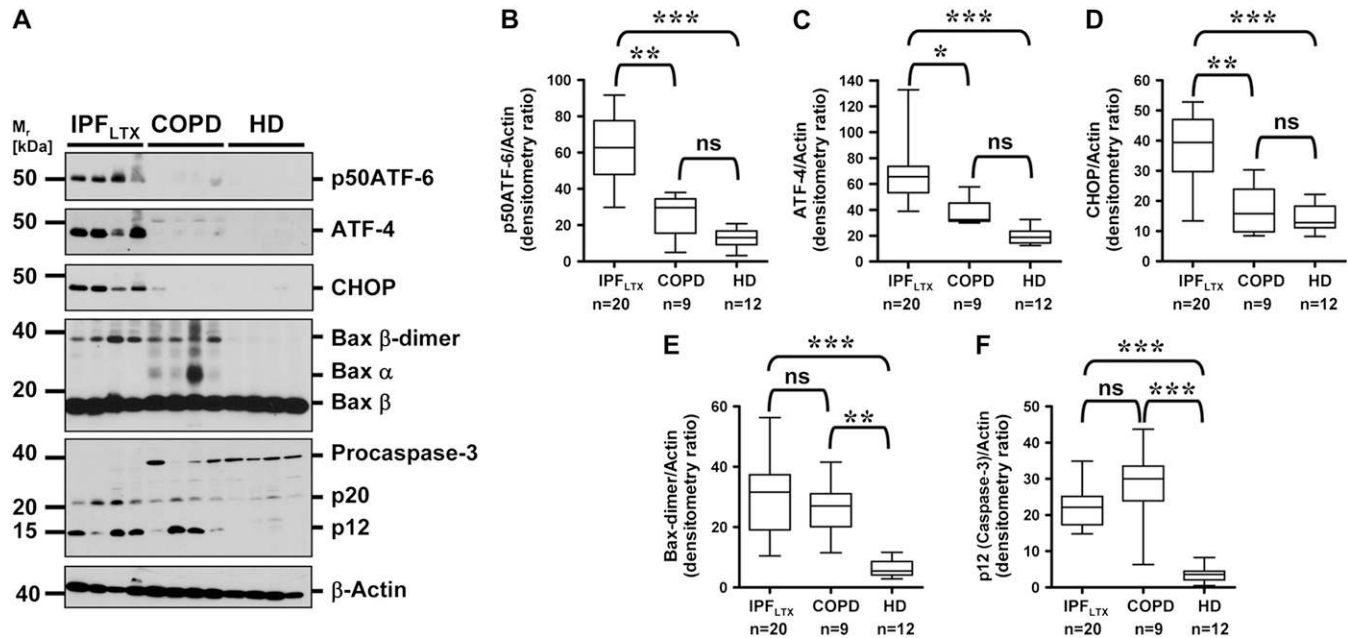 A
Mr
[kDa]
IPFLTX COPD HD
50 p50ATF-6
50 ATF-4
50 CHOP
40 Bax β-dimer
Bax α
20 Bax β
40 Procaspase-3
20 p20
15 p12
40 β-Actin
B
***
**
ns
p50ATF-6/Actin
(densitometry ratio)
100
80
60
40
20
0
IPFLTX COPD HD
n=20 n=9 n=12
C
***
*
ns
ATF-4/Actin
(densitometry ratio)
140
120
100
80
60
40
20
0
IPFLTX COPD HD
n=20 n=9 n=12
D
***
**
ns
CHOP/Actin
(densitometry ratio)
60
50
40
30
20
10
0
IPFLTX COPD HD
n=20 n=9 n=12
E
***
ns
**
Bax-dimer/Actin
(densitometry ratio)
60
40
20
0
IPFLTX COPD HD
n=20 n=9 n=12
F
***
ns ***
p12 (Caspase-3)/Actin
(densitometry ratio)
50
40
30
20
10
0
IPFLTX COPD HD
n=20 n=9 n=12